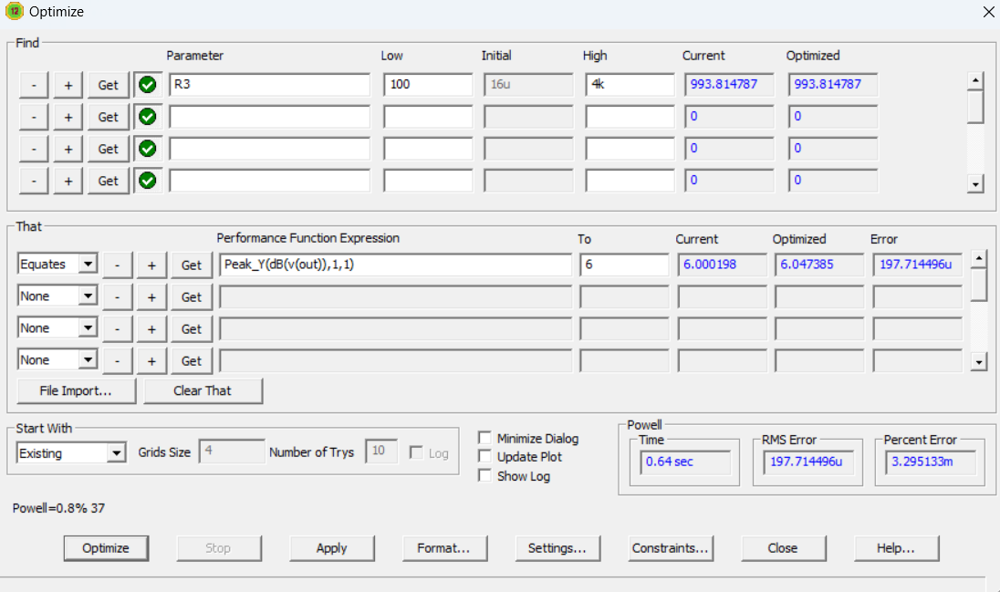 12 Optimize
Find
Parameter Low Initial High Current Optimized
- + Get R3 100 16u 4k 993.814787 993.814787
- + Get 0 0
- + Get 0 0
- + Get 0 0
That
Performance Function Expression To Current Optimized Error
Equates - + Get Peak_Y(dB(v(out)),1,1) 6 6.000198 6.047385 197.714496u
None - + Get
None - + Get
None - + Get
File Import... Clear That
Start With
Existing Grids Size 4 Number of Trys 10 Log
Minimize Dialog
Update Plot
Show Log
Powell
Time RMS Error Percent Error
0.64 sec 197.714496u 3.295133m
Powell=0.8% 37
Optimize Stop Apply Format... Settings... Constraints... Close Help...